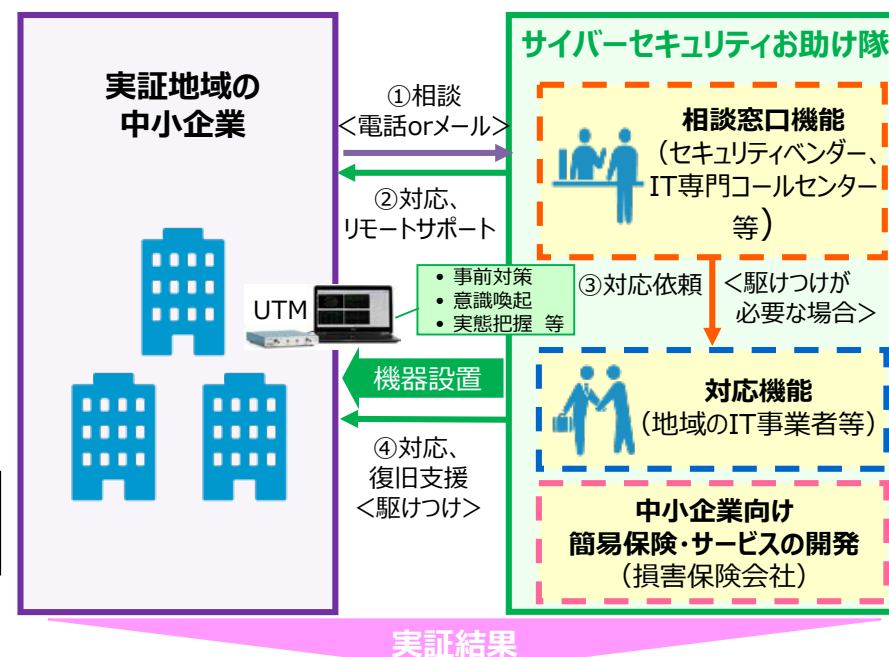 実証地域の
中小企業
①相談
＜電話orメール＞
②対応、
リモートサポート
UTM
• 事前対策
• 意識喚起
• 実態把握 等
機器設置
④対応、
復旧支援
＜駆けつけ＞
サイバーセキュリティお助け隊
相談窓口機能
（セキュリティベンダー、
IT専門コールセンター
等）
③対応依頼
＜駆けつけが
必要な場合＞
対応機能
（地域のIT事業者等）
中小企業向け
簡易保険・サービスの開発
（損害保険会社）
実証結果